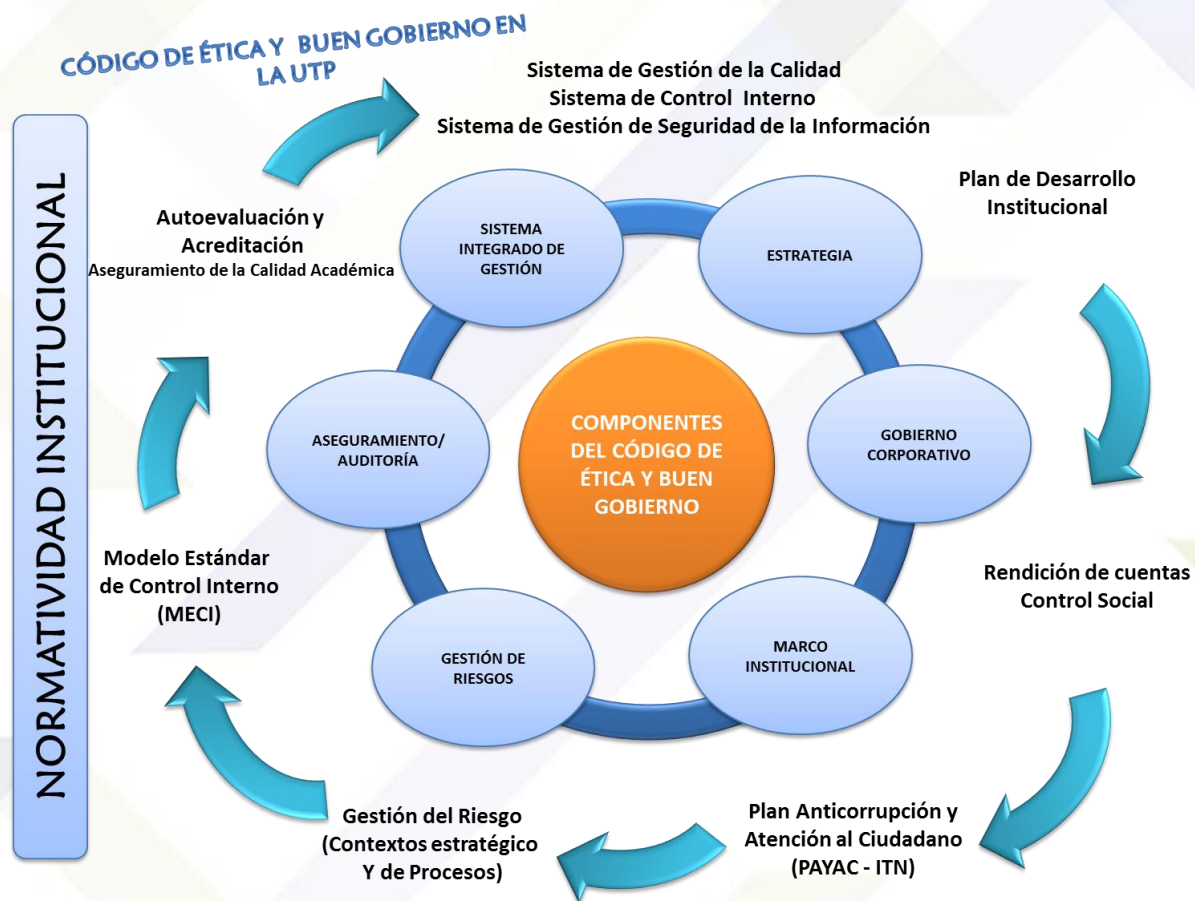 CÓDIGO DE ÉTICA Y BUEN GOBIERNO EN
LA UTP
NORMATIVIDAD INSTITUCIONAL
Sistema de Gestión de la Calidad
Sistema de Control Interno
Sistema de Gestión de Seguridad de la Información
Plan de Desarrollo
Institucional
Rendición de cuentas
Control Social
Plan Anticorrupción y
Atención al Ciudadano
(PAYAC - ITN)
Gestión del Riesgo
(Contextos estratégico
Y de Procesos)
Modelo Estándar
de Control Interno
(MECI)
Autoevaluación y
Acreditación
Aseguramiento de la Calidad Académica
SISTEMA
INTEGRADO DE
GESTIÓN
ESTRATEGIA
GOBIERNO
CORPORATIVO
MARCO
INSTITUCIONAL
GESTIÓN DE
RIESGOS
ASEGURAMIENTO/
AUDITORÍA
COMPONENTES
DEL CÓDIGO DE
ÉTICA Y BUEN
GOBIERNO